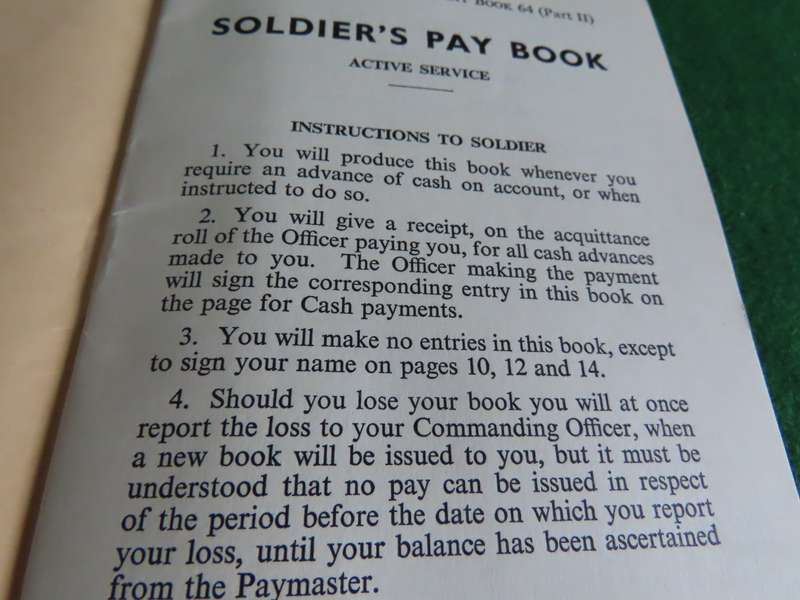 Book 64 (Part II)
SOLDIER'S PAY BOOK
ACTIVE SERVICE
INSTRUCTIONS TO SOLDIER
1. You will produce this book whenever you
require an advance of cash on account, or when
instructed to do so.
2. You will give a receipt, on the acquittance
roll of the Officer paying you, for all cash advances
made to you. The Officer making the payment
will sign the corresponding entry in this book on
the page for Cash payments.
3. You will make no entries in this book, except
to sign your name on pages 10, 12 and 14.
4. Should you lose your book you will at once
report the loss to your Commanding Officer, when
a new book will be issued to you, but it must be
understood that no pay can be issued in respect
of the period before the date on which you report
your loss, until your balance has been ascertained
from the Paymaster.